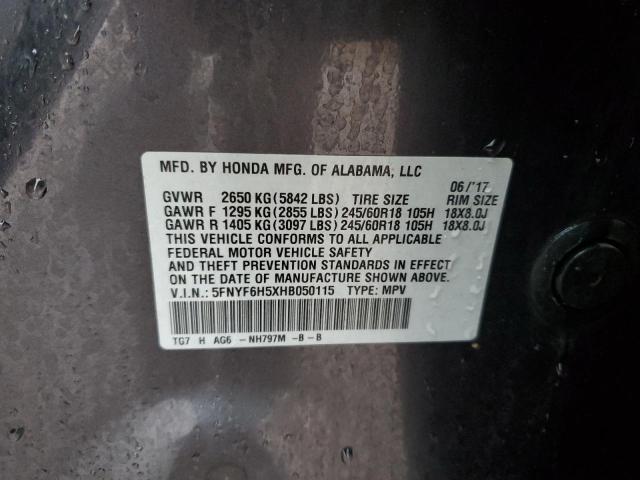 MFD. BY HONDA MFG. OF ALABAMA, LLC
06/'17
GVWR 2650 KG (5842 LBS) TIRE SIZE RIM SIZE
GAWR F 1295 KG (2855 LBS) 245/60R18 105H 18X8.0J
GAWR R 1405 KG (3097 LBS) 245/60R18 105H 18X8.0J
THIS VEHICLE CONFORMS TO ALL APPLICABLE
FEDERAL MOTOR VEHICLE SAFETY
AND THEFT PREVENTION STANDARDS IN EFFECT
ON THE DATE OF MANUFACTURE SHOWN ABOVE.
V.I.N.: 5FNYF6H5XHB050115 TYPE: MPV
TG7 H AG6 -NH797M -B-B